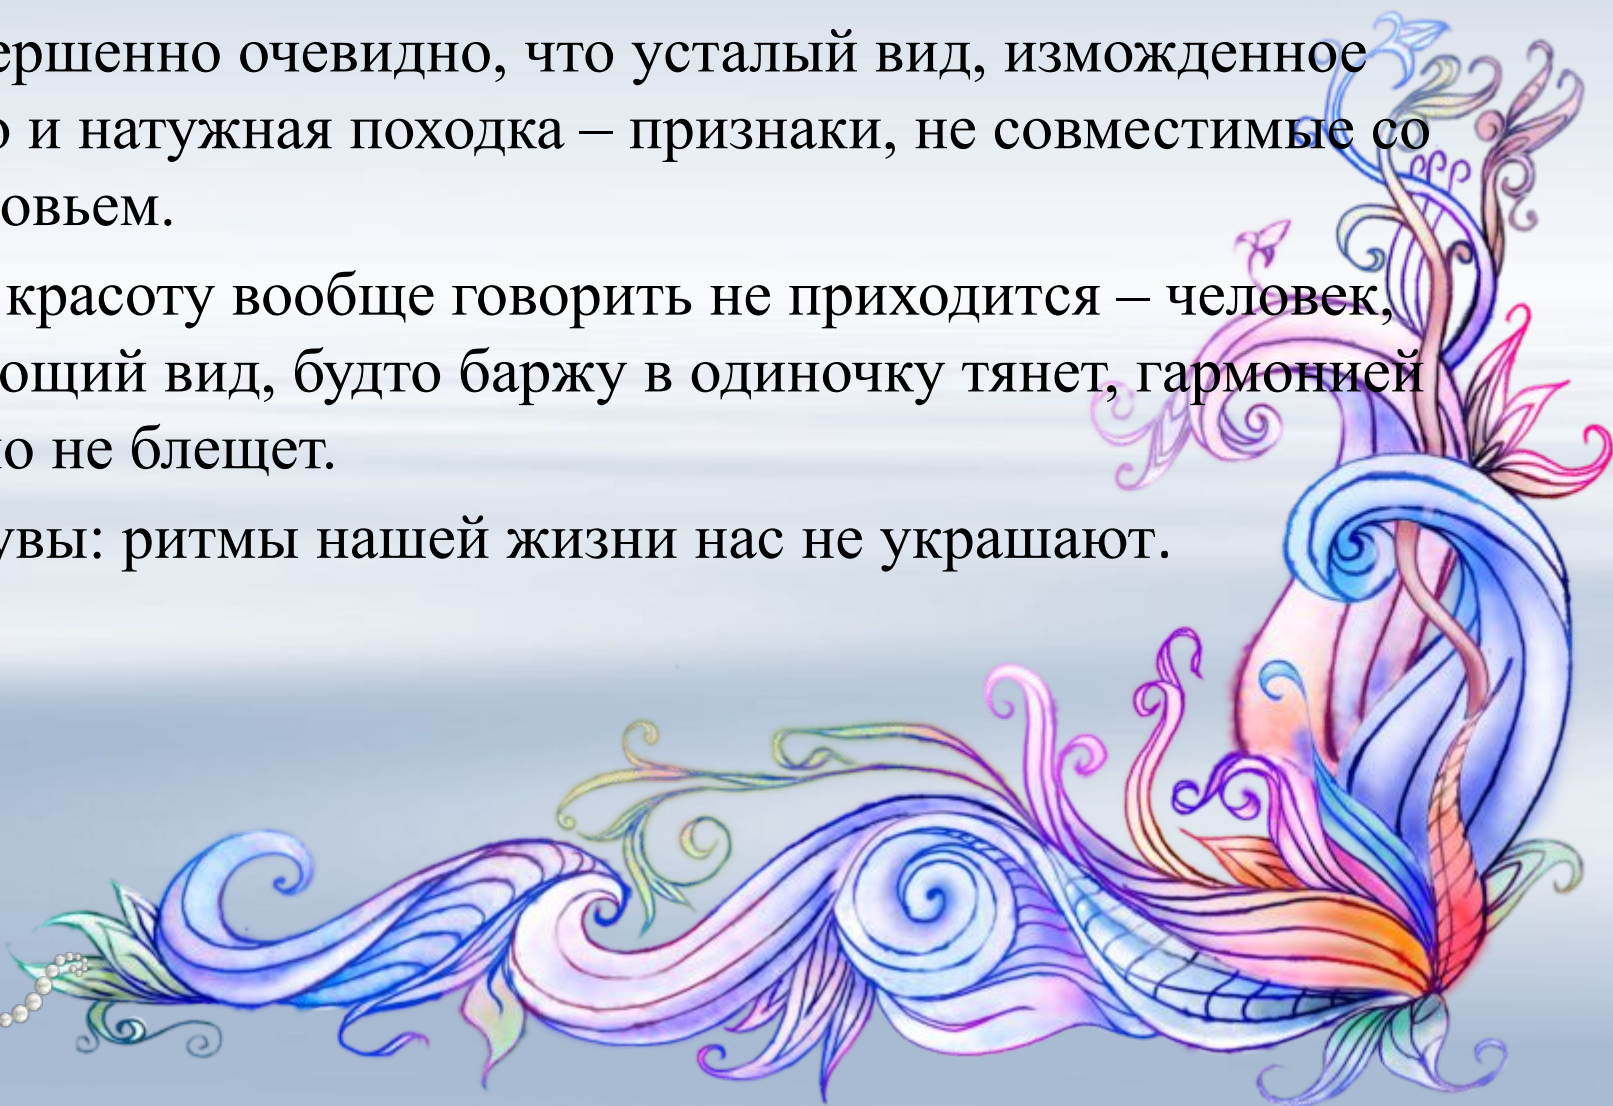 ершенно очевидно, что усталый вид, изможденное
о и натужная походка – признаки, не совместимые со
овьем.
красоту вообще говорить не приходится – человек,
ющий вид, будто баржу в одиночку тянет, гармонией
но не блещет.
увы: ритмы нашей жизни нас не украшают.